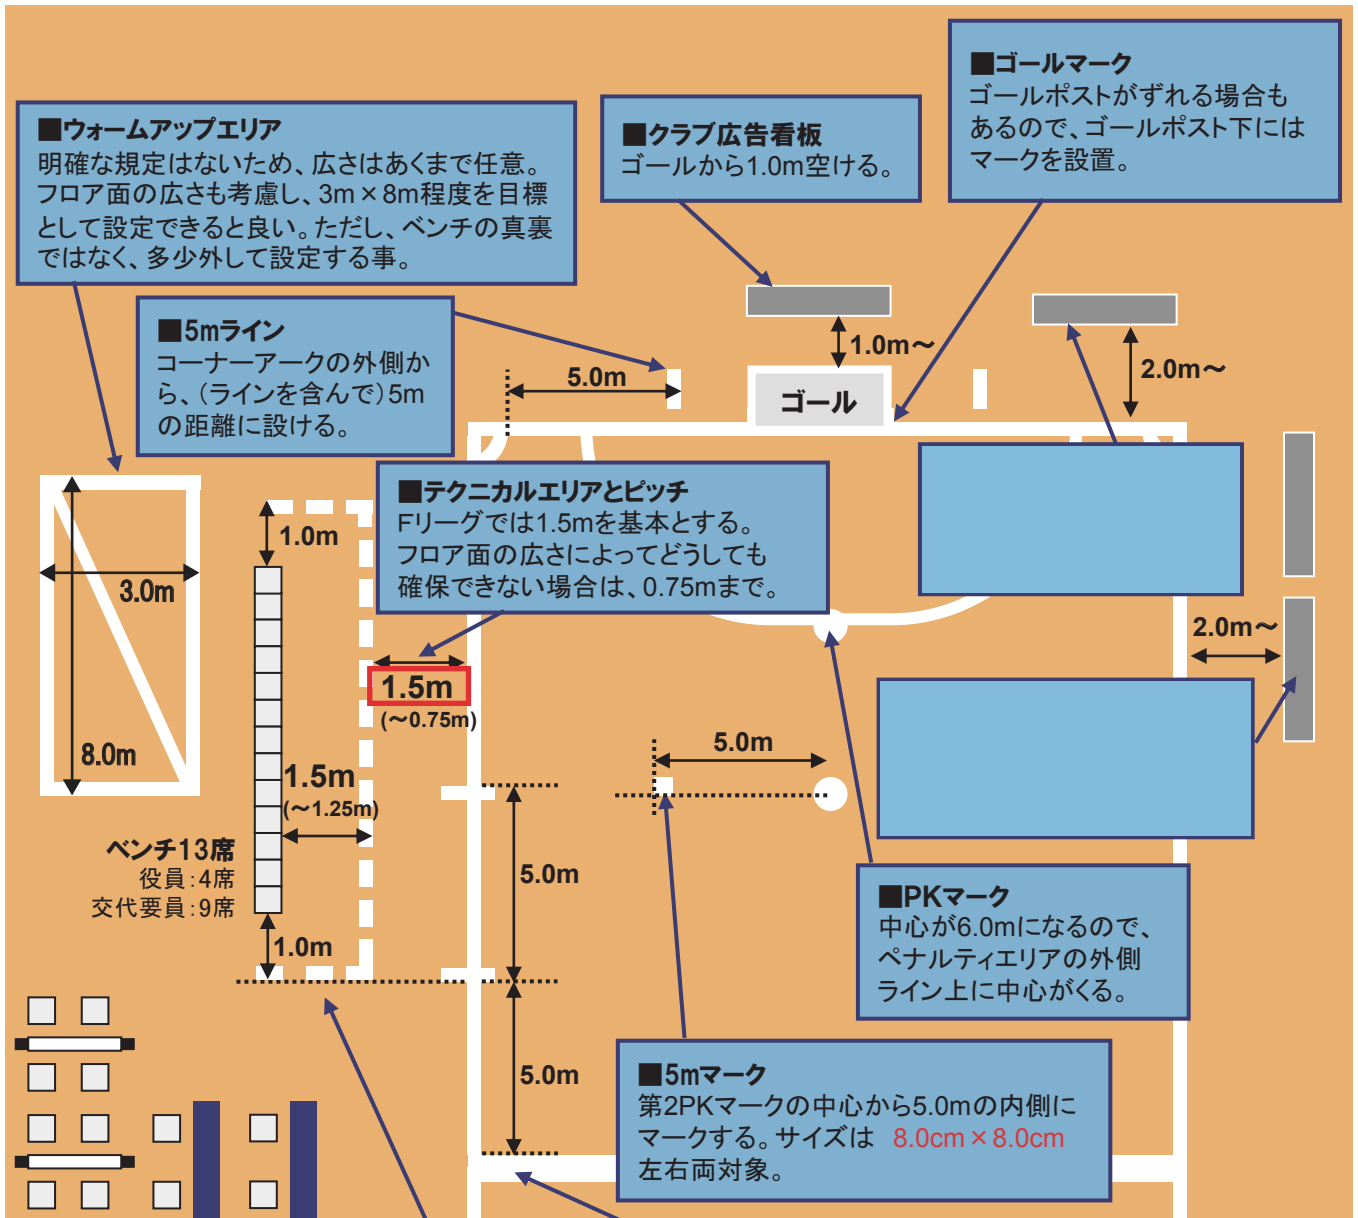 ■ゴールマーク
ゴールポストがずれる場合も
あるので、ゴールポスト下には
マークを設置。
■ウォームアップエリア
明確な規定はないため、広さはあくまで任意。
フロア面の広さも考慮し、3m×8m程度を目標
として設定できると良い。ただし、ベンチの真裏
ではなく、多少外して設定する事。
■クラブ広告看板
ゴールから1.0m空ける。
■5mライン
コーナーアークの外側か
ら、(ラインを含んで)5m
の距離に設ける。
1.0m～
2.0m～
5.0m
ゴール
■テクニカルエリアとピッチ
Fリーグでは1.5mを基本とする。
フロア面の広さによってどうしても
確保できない場合は、0.75mまで。
1.0m
3.0m
2.0m～
1.5m
(～0.75m)
8.0m
1.5m
(～1.25m)
5.0m
ベンチ13席
役員:4席
交代要員:9席
5.0m
1.0m
■PKマーク
中心が6.0mになるので、
ペナルティエリアの外側
ライン上に中心がくる。
5.0m
■5mマーク
第2PKマークの中心から5.0mの内側に
マークする。サイズは 8.0cm×8.0cm
左右両対象。